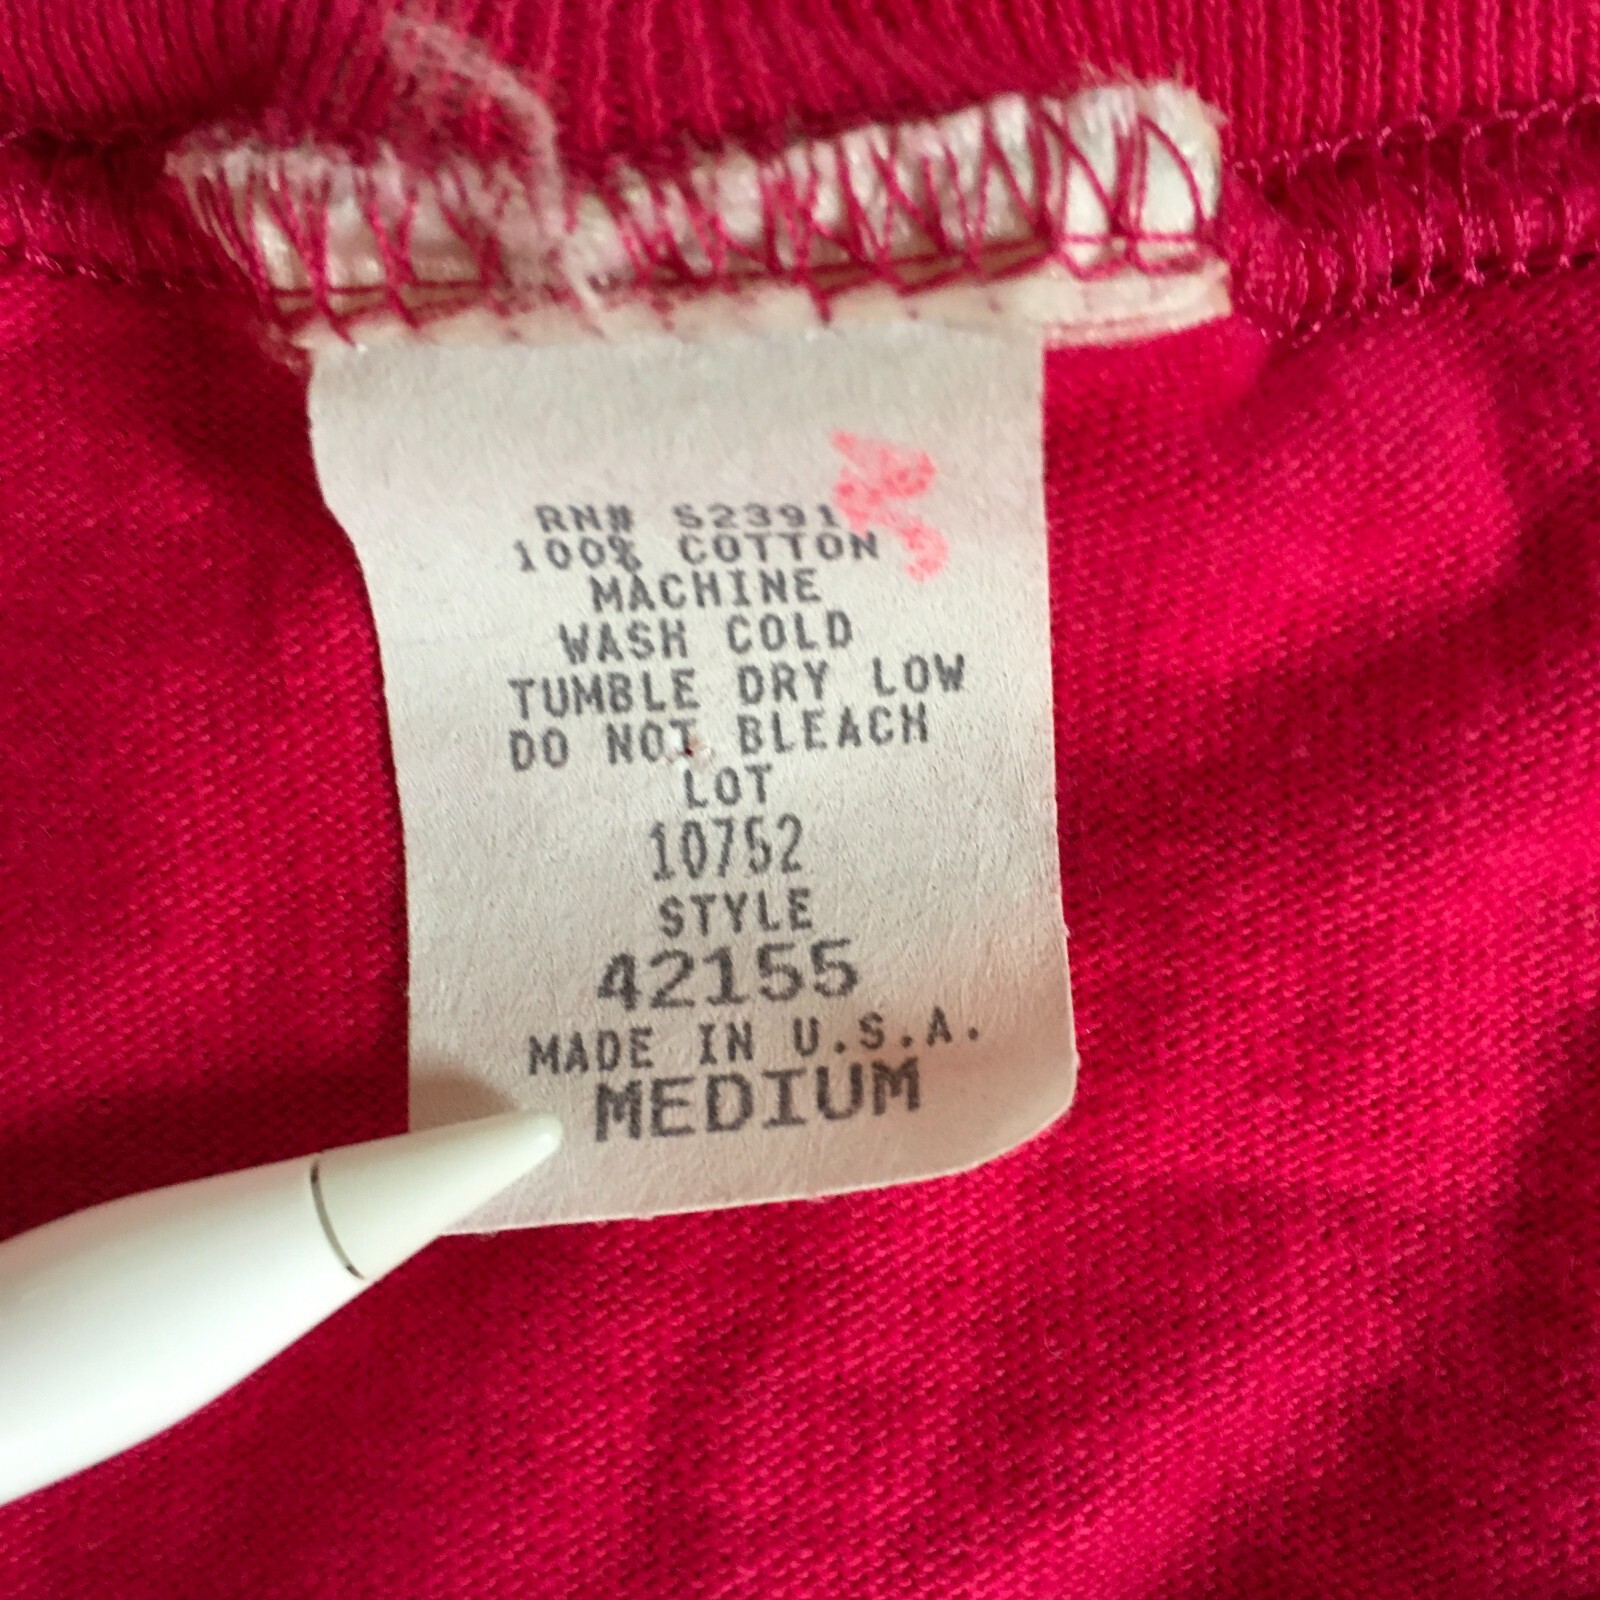 RN# 52391
100% COTTON
MACHINE
WASH COLD
TUMBLE DRY LOW
DO NOT BLEACH
LOT
10752
STYLE
42155
MADE IN U.S.A.
MEDIUM